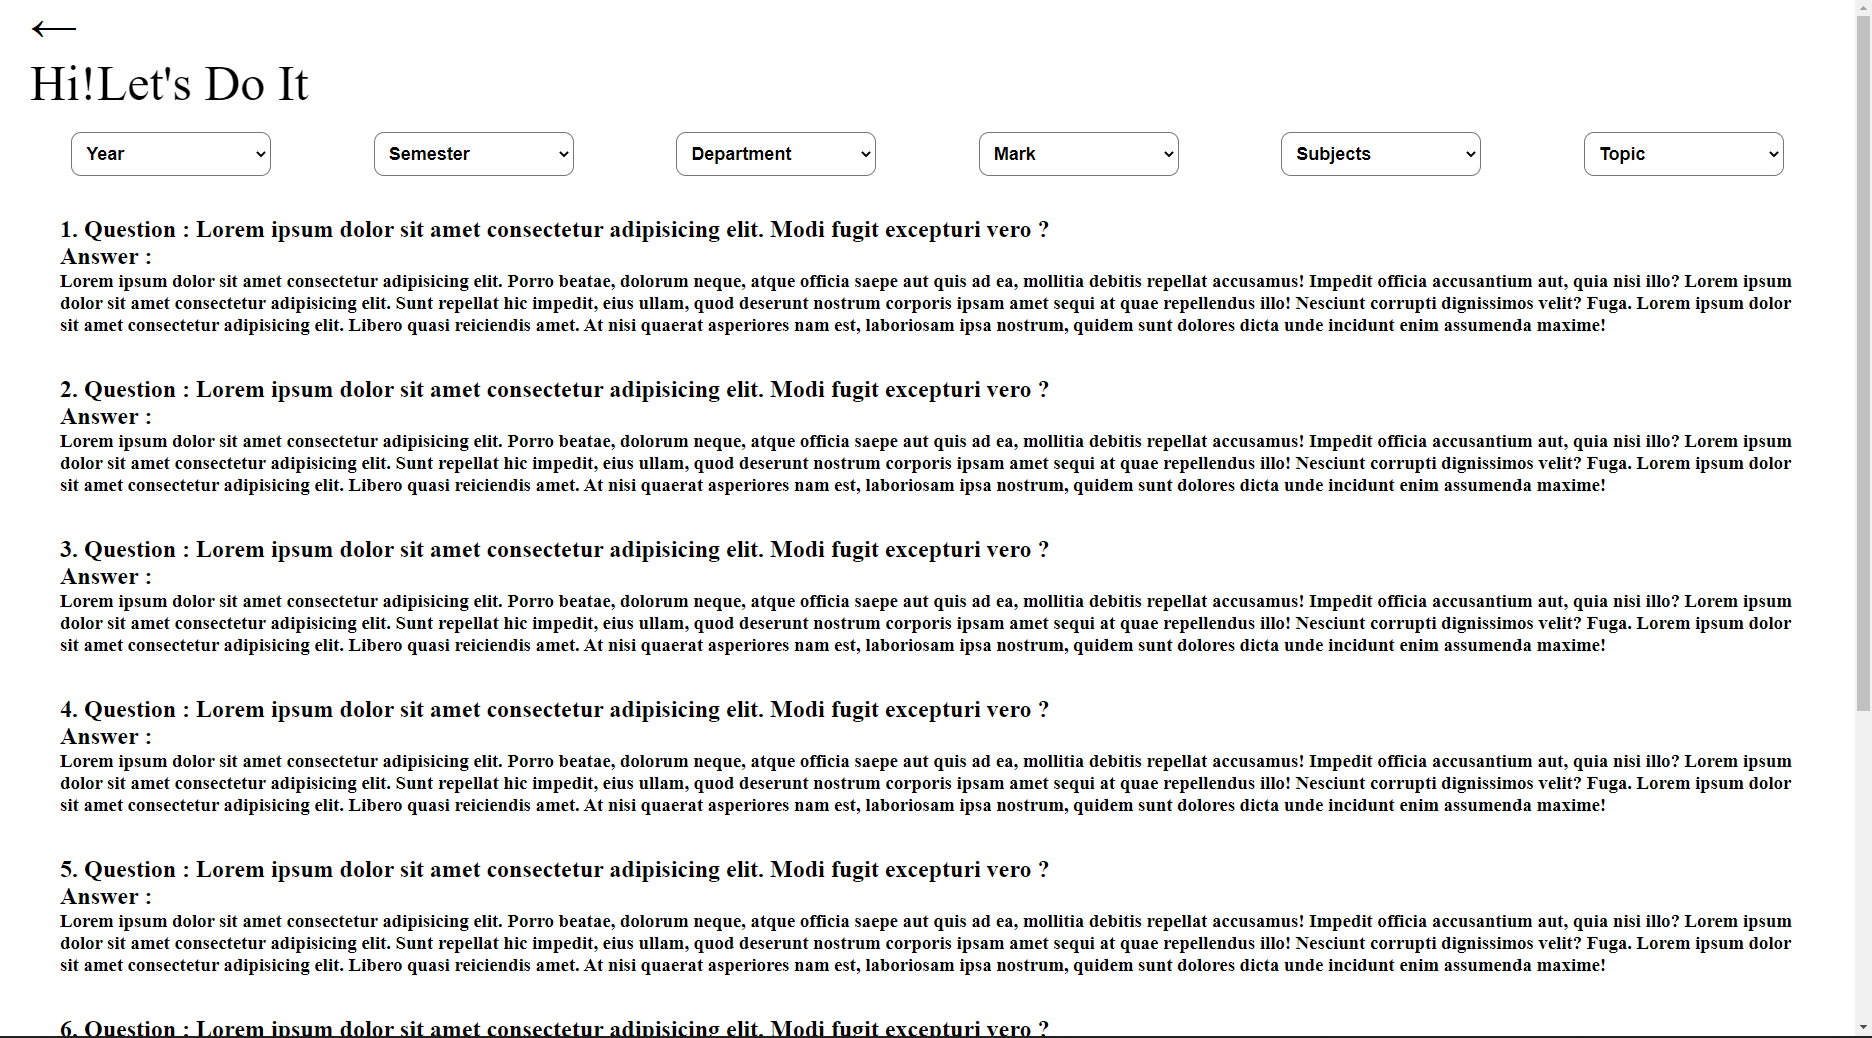 ←
Hi!Let's Do It
Year Semester Department Mark Subjects Topic
1. Question : Lorem ipsum dolor sit amet consectetur adipisicing elit. Modi fugit excepturi vero ?
Answer :
Lorem ipsum dolor sit amet consectetur adipisicing elit. Porro beatae, dolorum neque, atque officia saepe aut quis ad ea, mollitia debitis repellat accusamus! Impedit officia accusantium aut, quia nisi illo? Lorem ipsum
dolor sit amet consectetur adipisicing elit. Sunt repellat hic impedit, eius ullam, quod deserunt nostrum corporis ipsam amet sequi at quae repellendus illo! Nesciunt corrupti dignissimos velit? Fuga. Lorem ipsum dolor
sit amet consectetur adipisicing elit. Libero quasi reiciendis amet. At nisi quaerat asperiores nam est, laboriosam ipsa nostrum, quidem sunt dolores dicta unde incidunt enim assumenda maxime!
2. Question : Lorem ipsum dolor sit amet consectetur adipisicing elit. Modi fugit excepturi vero ?
Answer :
Lorem ipsum dolor sit amet consectetur adipisicing elit. Porro beatae, dolorum neque, atque officia saepe aut quis ad ea, mollitia debitis repellat accusamus! Impedit officia accusantium aut, quia nisi illo? Lorem ipsum
dolor sit amet consectetur adipisicing elit. Sunt repellat hic impedit, eius ullam, quod deserunt nostrum corporis ipsam amet sequi at quae repellendus illo! Nesciunt corrupti dignissimos velit? Fuga. Lorem ipsum dolor
sit amet consectetur adipisicing elit. Libero quasi reiciendis amet. At nisi quaerat asperiores nam est, laboriosam ipsa nostrum, quidem sunt dolores dicta unde incidunt enim assumenda maxime!
3. Question : Lorem ipsum dolor sit amet consectetur adipisicing elit. Modi fugit excepturi vero ?
Answer :
Lorem ipsum dolor sit amet consectetur adipisicing elit. Porro beatae, dolorum neque, atque officia saepe aut quis ad ea, mollitia debitis repellat accusamus! Impedit officia accusantium aut, quia nisi illo? Lorem ipsum
dolor sit amet consectetur adipisicing elit. Sunt repellat hic impedit, eius ullam, quod deserunt nostrum corporis ipsam amet sequi at quae repellendus illo! Nesciunt corrupti dignissimos velit? Fuga. Lorem ipsum dolor
sit amet consectetur adipisicing elit. Libero quasi reiciendis amet. At nisi quaerat asperiores nam est, laboriosam ipsa nostrum, quidem sunt dolores dicta unde incidunt enim assumenda maxime!
4. Question : Lorem ipsum dolor sit amet consectetur adipisicing elit. Modi fugit excepturi vero ?
Answer :
Lorem ipsum dolor sit amet consectetur adipisicing elit. Porro beatae, dolorum neque, atque officia saepe aut quis ad ea, mollitia debitis repellat accusamus! Impedit officia accusantium aut, quia nisi illo? Lorem ipsum
dolor sit amet consectetur adipisicing elit. Sunt repellat hic impedit, eius ullam, quod deserunt nostrum corporis ipsam amet sequi at quae repellendus illo! Nesciunt corrupti dignissimos velit? Fuga. Lorem ipsum dolor
sit amet consectetur adipisicing elit. Libero quasi reiciendis amet. At nisi quaerat asperiores nam est, laboriosam ipsa nostrum, quidem sunt dolores dicta unde incidunt enim assumenda maxime!
5. Question : Lorem ipsum dolor sit amet consectetur adipisicing elit. Modi fugit excepturi vero ?
Answer :
Lorem ipsum dolor sit amet consectetur adipisicing elit. Porro beatae, dolorum neque, atque officia saepe aut quis ad ea, mollitia debitis repellat accusamus! Impedit officia accusantium aut, quia nisi illo? Lorem ipsum
dolor sit amet consectetur adipisicing elit. Sunt repellat hic impedit, eius ullam, quod deserunt nostrum corporis ipsam amet sequi at quae repellendus illo! Nesciunt corrupti dignissimos velit? Fuga. Lorem ipsum dolor
sit amet consectetur adipisicing elit. Libero quasi reiciendis amet. At nisi quaerat asperiores nam est, laboriosam ipsa nostrum, quidem sunt dolores dicta unde incidunt enim assumenda maxime!
6. Question : Lorem ipsum dolor sit amet consectetur adipisicing elit. Modi fugit excepturi vero ?